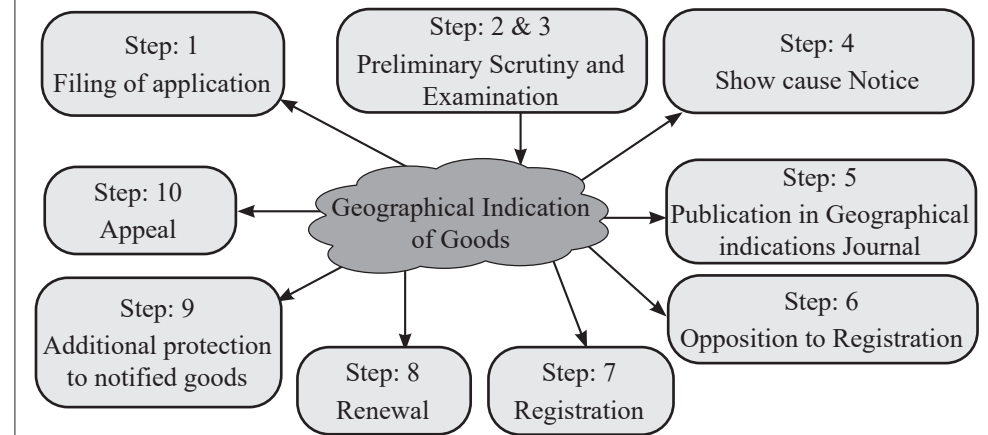 Step: 1
Filing of application
Step: 2 & 3
Preliminary Scrutiny and
Examination
Step: 4
Show cause Notice
Step: 10
Appeal
Geographical Indication
of Goods
Step: 5
Publication in Geographical
indications Journal
Step: 9
Additional protection
to notified goods
Step: 8
Renewal
Step: 7
Registration
Step: 6
Opposition to Registration